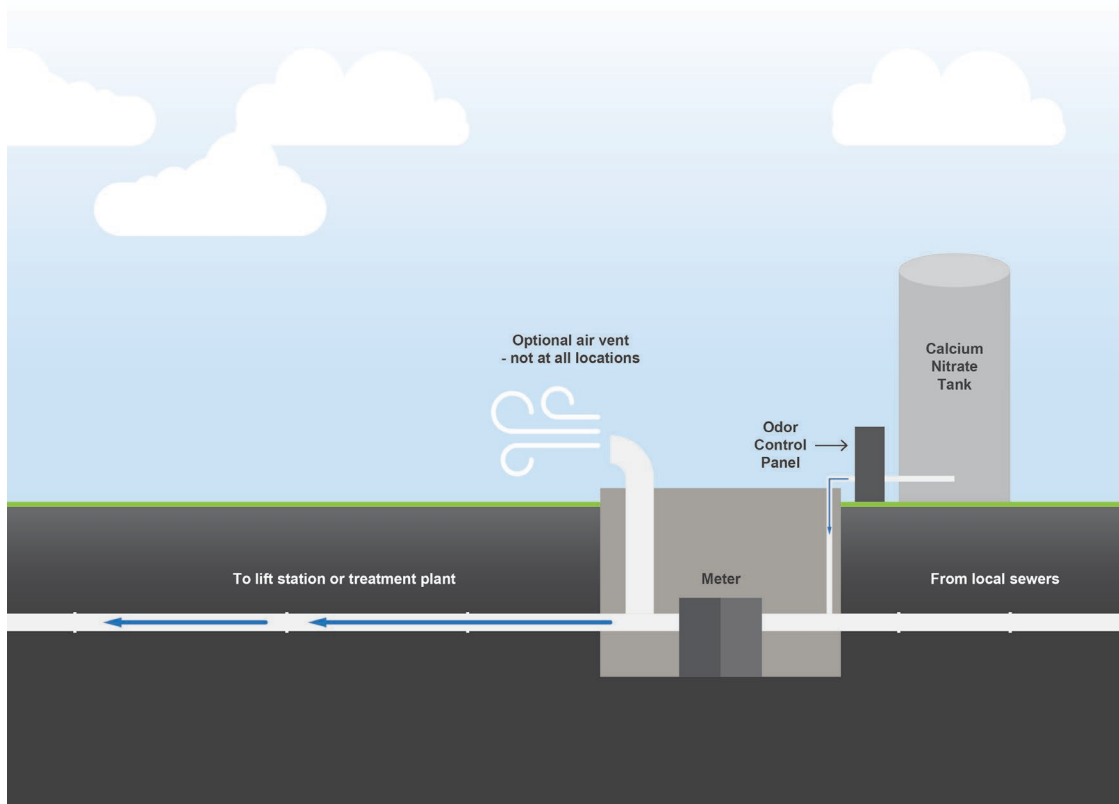 Optional air vent
- not at all locations
Calcium
Nitrate
Tank
Odor
Control
Panel
To lift station or treatment plant
Meter
From local sewers